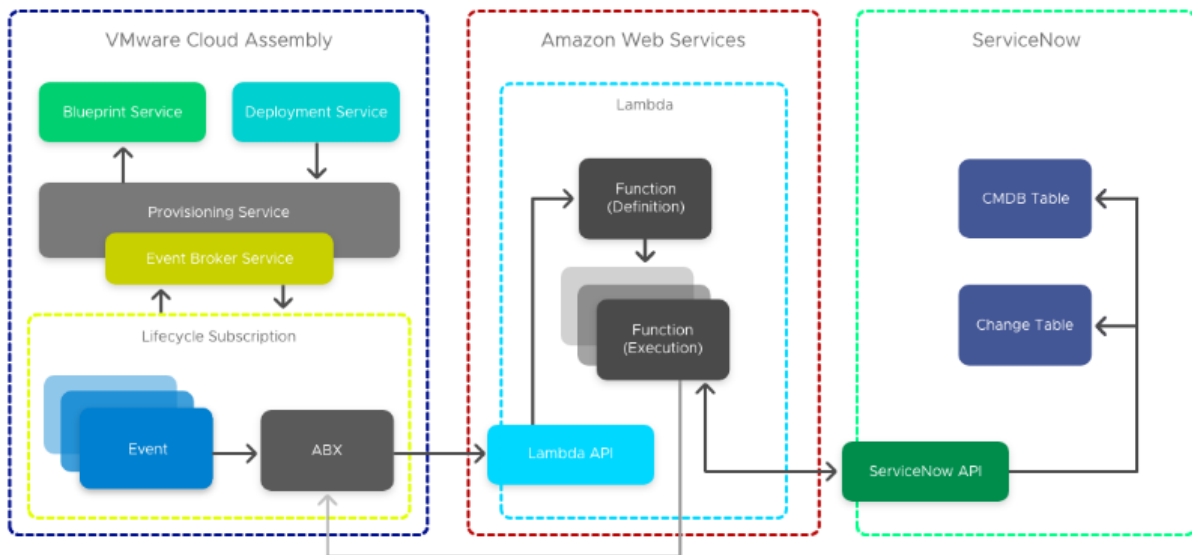 VMware Cloud Assembly
Blueprint Service
Deployment Service
Provisioning Service
Event Broker Service
Lifecycle Subscription
Event
ABX
Amazon Web Services
Lambda
Function
(Definition)
Function
(Execution)
Lambda API
ServiceNow
CMDB Table
Change Table
ServiceNow API